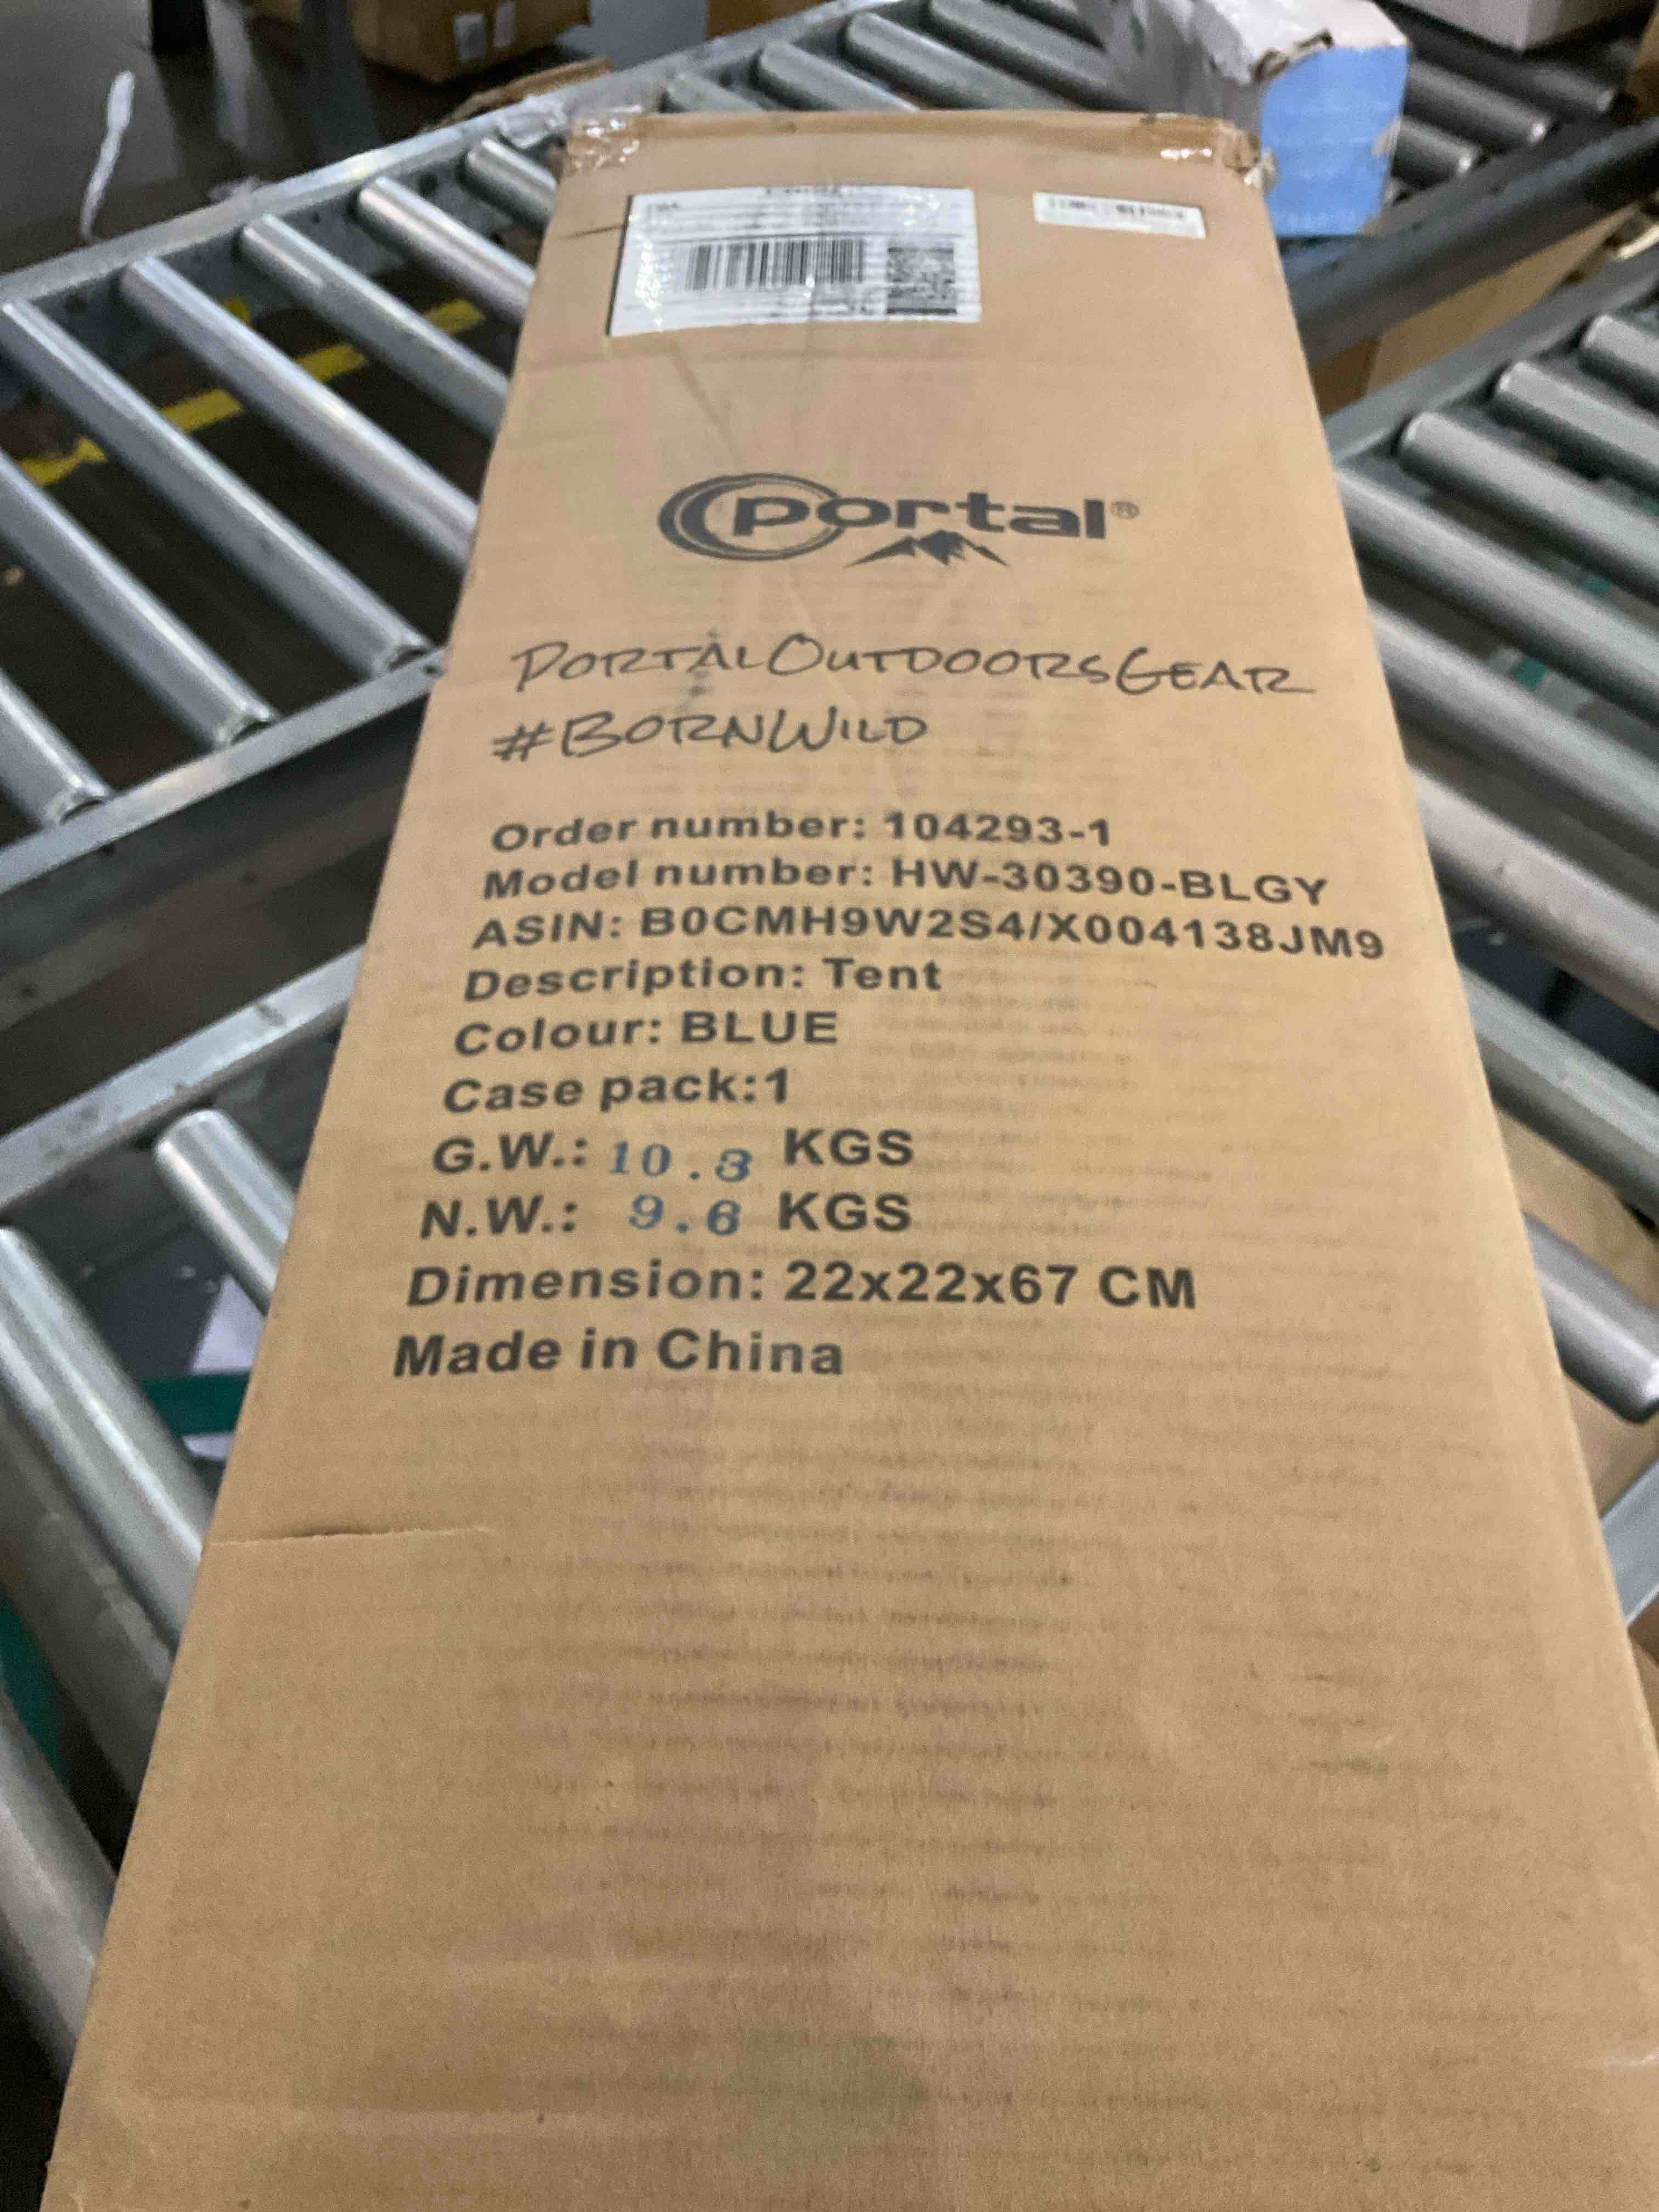 portal®
PORTALOUTDOORSGEAR
#BORNWILD
Order number: 104293-1
Model number: HW-30390-BLGY
ASIN: B0CMH9W2S4/X004138JM9
Description: Tent
Colour: BLUE
Case pack:1
G.W.: 10.3 KGS
N.W.: 9.6 KGS
Dimension: 22x22x67 CM
Made in China